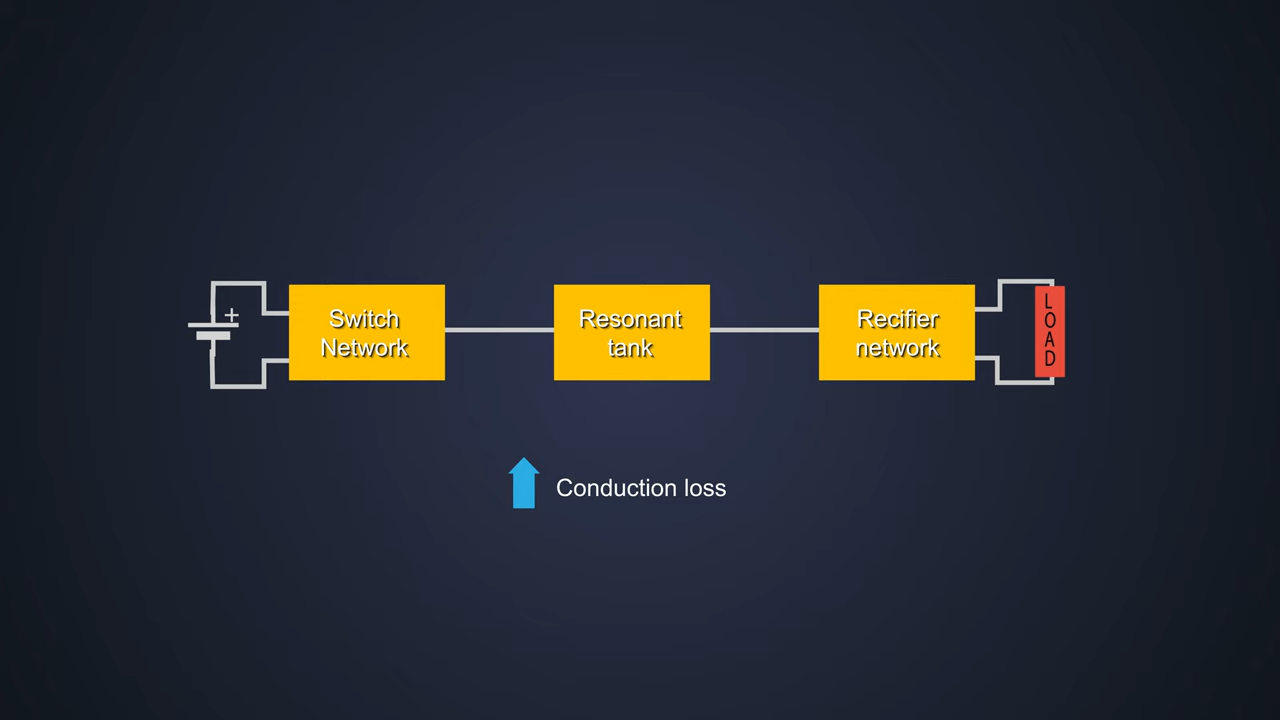 +
Switch
Network
Resonant
tank
Recifier
network
LOAD
Conduction loss